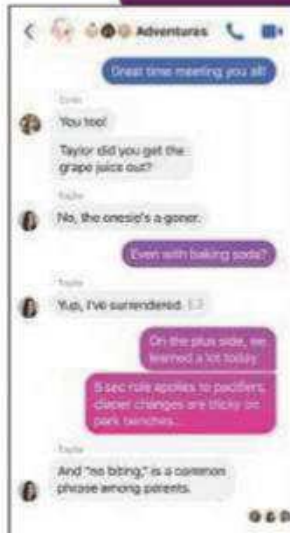 Adventures
Great time meeting you all!
You too!
Taylor did you get the
grape juice out?
Taylor
No, the onesie's a goner.
Even with baking soda?
Taylor
Yup, I've surrendered.
On the plus side, we
learned a lot today.
5 sec rule applies to pacifiers,
diaper changes are sticky on
park benches...
Taylor
And "no biting," is a common
phrase among parents.